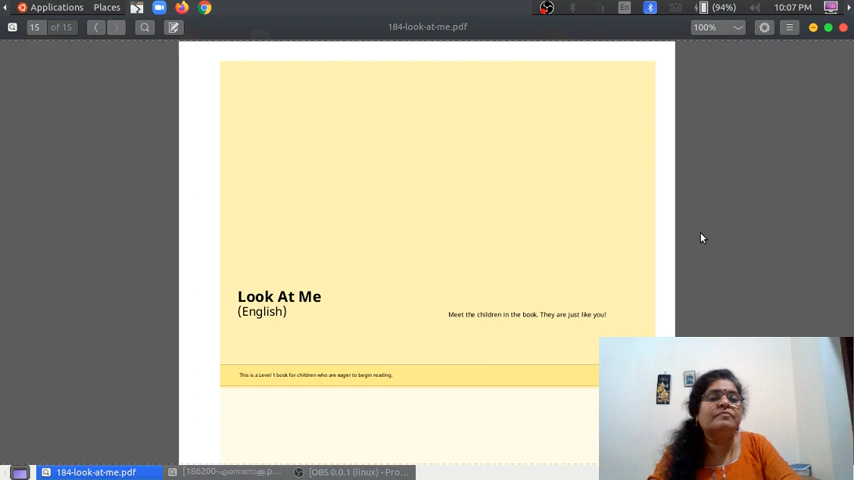 Applications Places En (94%) 10:07 PM
15 of 15 184-look-at-me.pdf 100%
Look At Me
(English)
Meet the children in the book. They are just like you!
This is a Level 1 book for children who are eager to begin reading.
184-look-at-me.pdf [OBS 0.0.1 (linux) - Pro...